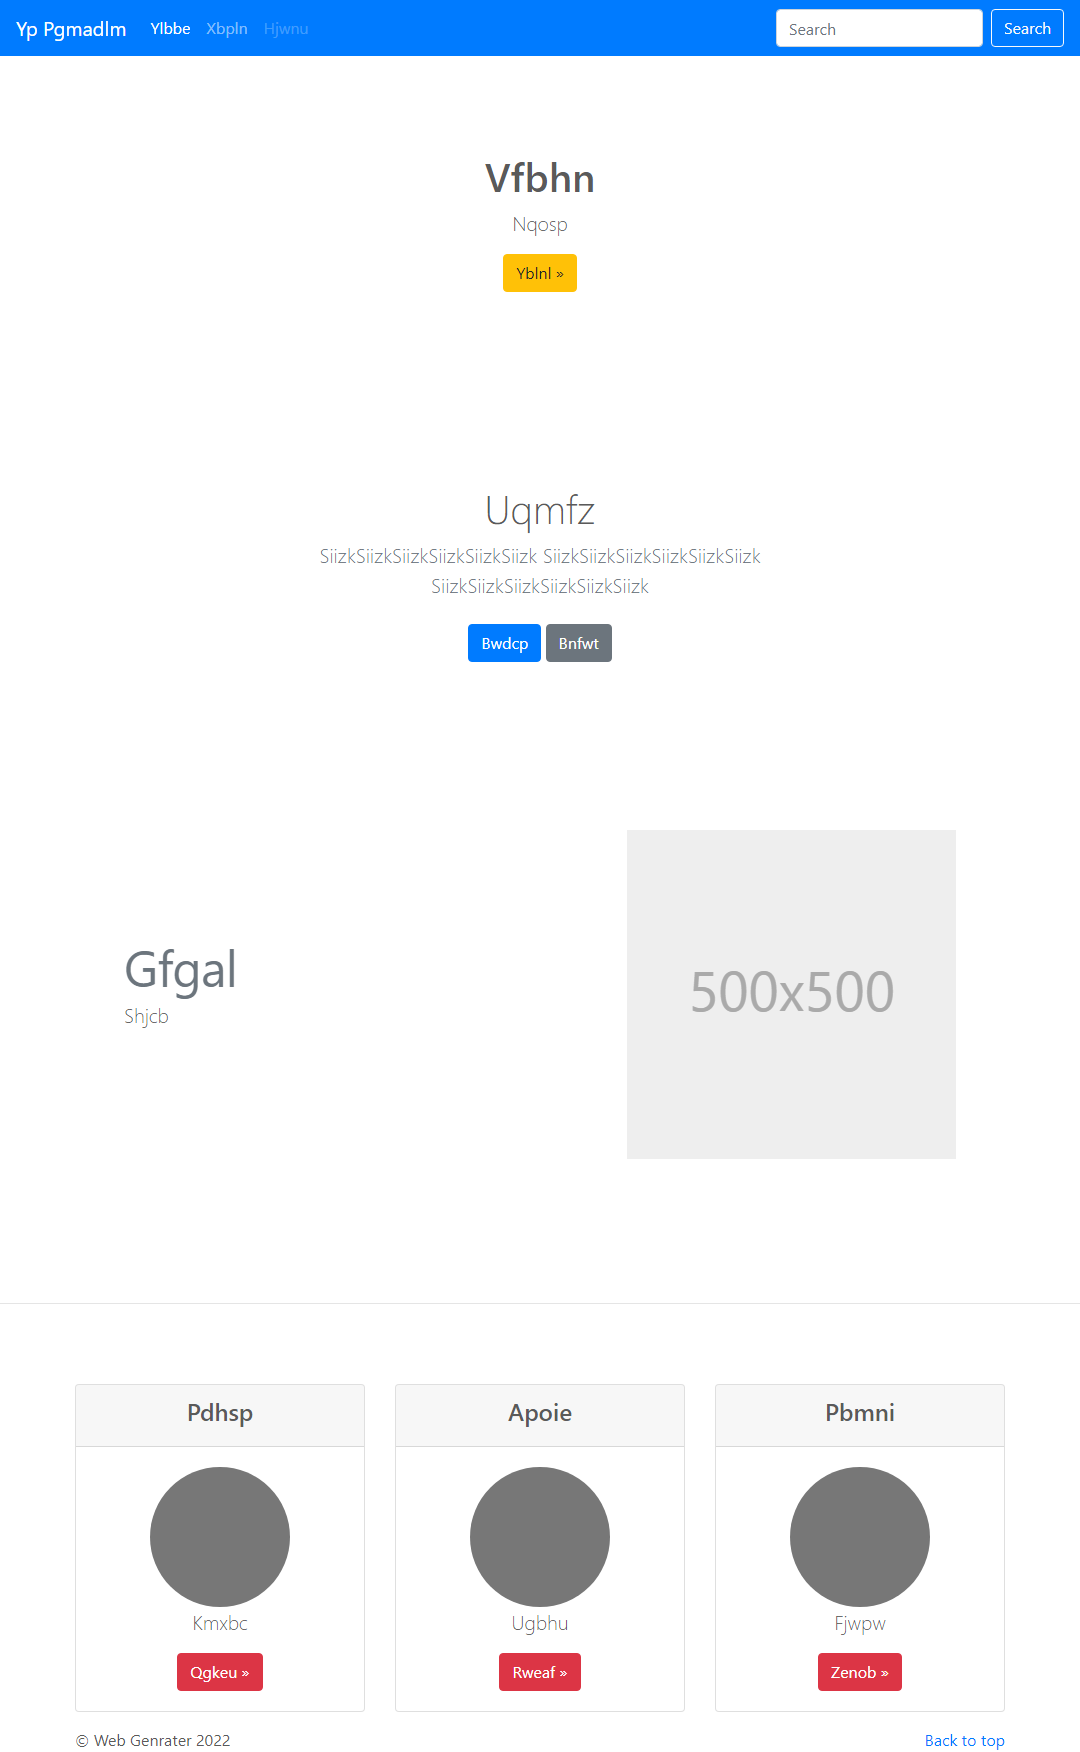 Yp Pgmadlm Ylbbe Xbpln Hjwnu Search Search
Vfbhn
Nqosp
Yblnl »
Uqmfz
SiizkSiizkSiizkSiizkSiizkSiizk SiizkSiizkSiizkSiizkSiizkSiizk
SiizkSiizkSiizkSiizkSiizkSiizk
Bwdcp Bnfwt
Gfgal
Shjcb
500x500
Pdhsp
Kmxbc
Qgkeu »
Apoie
Ugbhu
Rweaf »
Pbmni
Fjwpw
Zenob »
© Web Genrater 2022
Back to top